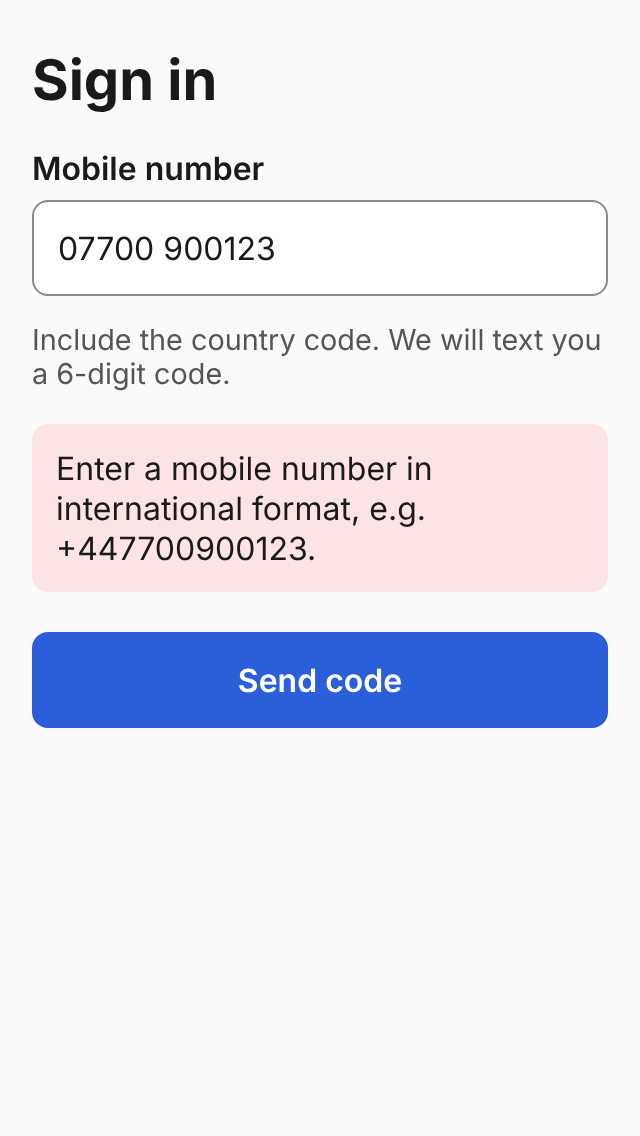 Sign in
Mobile number
07700 900123
Include the country code. We will text you
a 6-digit code.
Enter a mobile number in
international format, e.g.
+447700900123.
Send code